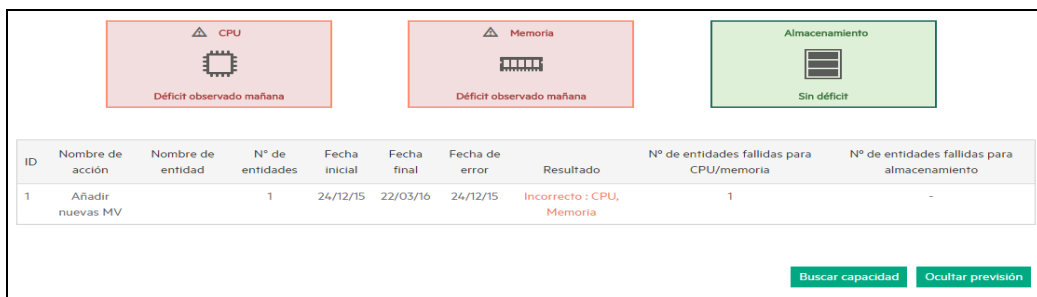 CPU
Memoria
Almacenamiento
Déficit observado mañana
Déficit observado mañana
Sin déficit
ID
Nombre de acción
Nombre de entidad
N° de entidades
Fecha inicial
Fecha final
Fecha de error
Resultado
N° de entidades fallidas para CPU/memoria
N° de entidades fallidas para almacenamiento
1
Añadir nuevas MV
1
24/12/15
22/03/16
24/12/15
Incorrecto : CPU, Memoria
1
-
Buscar capacidad
Ocultar previsión